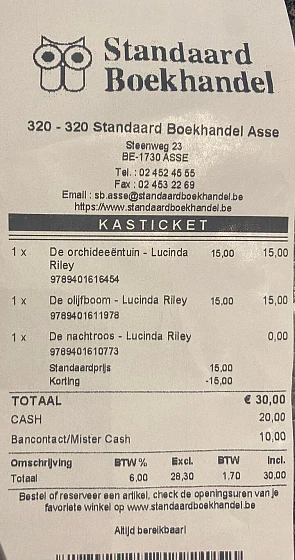 Standaard
Boekhandel
320 - 320 Standaard Boekhandel Asse
Steenweg 23
BE-1730 ASSE
Tel. : 02 452 45 55
Fax : 02 453 22 69
Email : sb.asse@standaardboekhandel.be
https://www.standaardboekhandel.be
KASTICKET
1 x De orchideeëntuin - Lucinda 15,00 15,00
Riley
9789401616454
1 x De olijfboom - Lucinda Riley 15,00 15,00
9789401611978
1 x De nachtroos - Lucinda Riley 0,00
9789401610773
Standaardprijs 15,00
Korting -15,00
TOTAAL € 30,00
CASH 20,00
Bancontact/Mister Cash 10,00
Omschrijving BTW % Excl. BTW Incl.
Totaal 6,00 28,30 1,70 30,00
Bestel of reserveer een artikel, check de openingsuren van je
favoriete winkel op www.standaardboekhandel.be
Altijd bereikbaar!